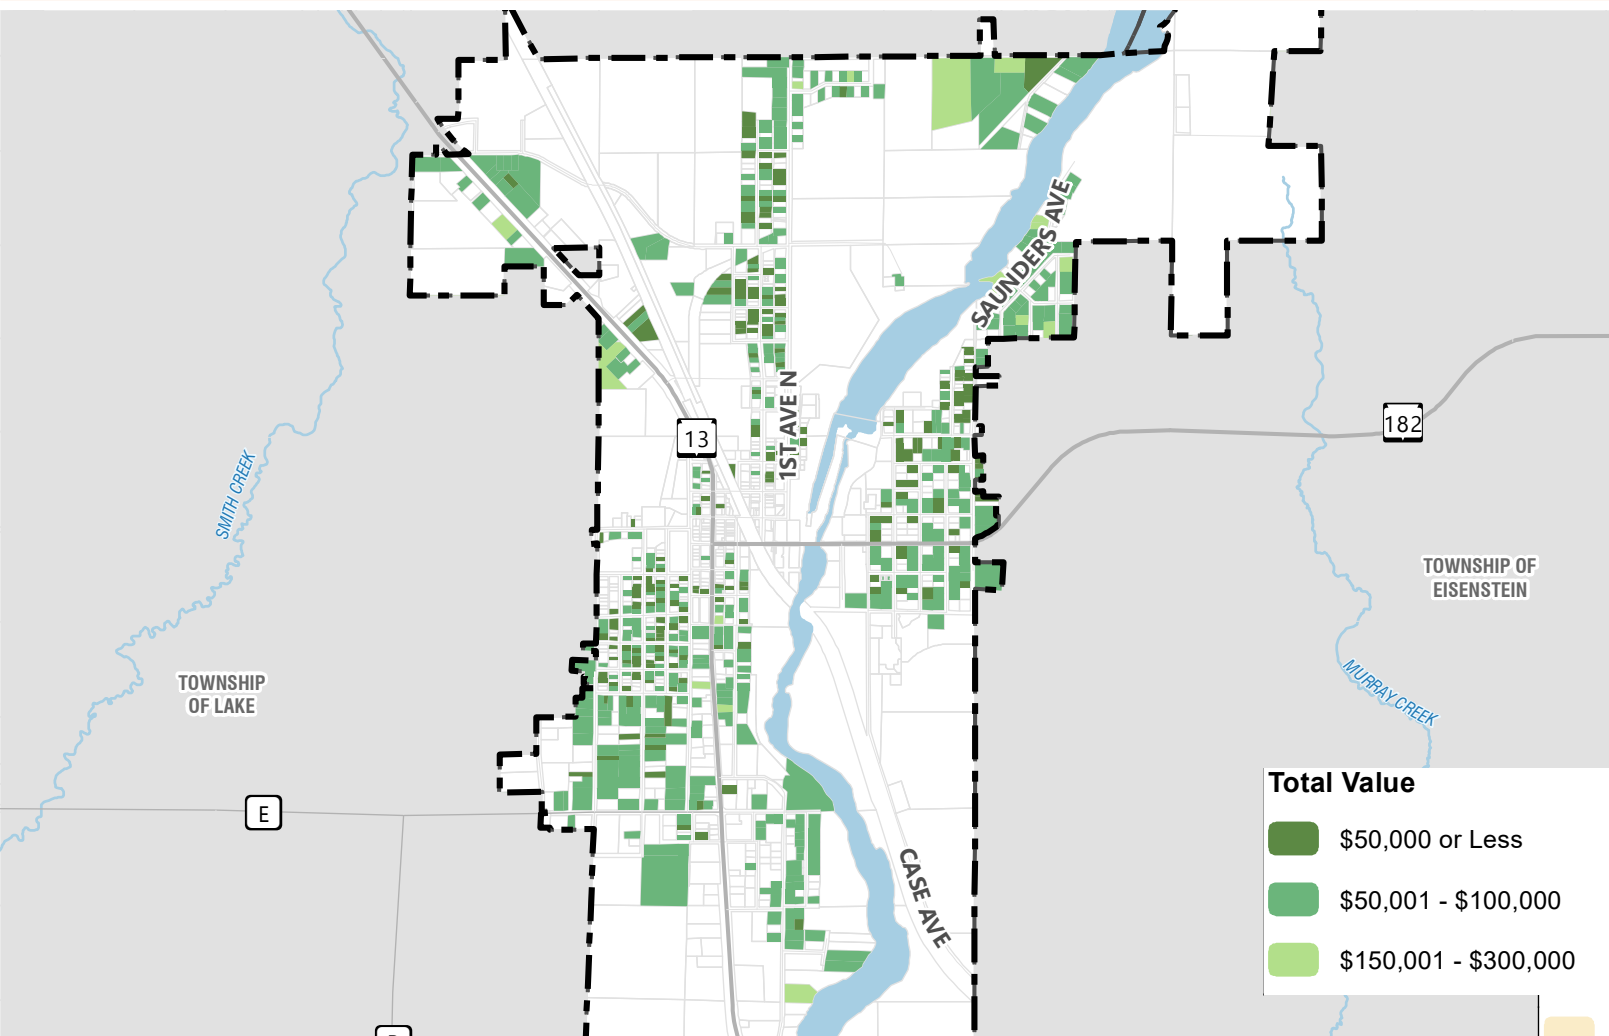 SAUNDERS AVE
1ST AVE N
13
182
SMITH CREEK
TOWNSHIP OF
EISENSTEIN
TOWNSHIP
OF LAKE
MURRAY CREEK
E
CASE AVE
Total Value
$50,000 or Less
$50,001 - $100,000
$150,001 - $300,000